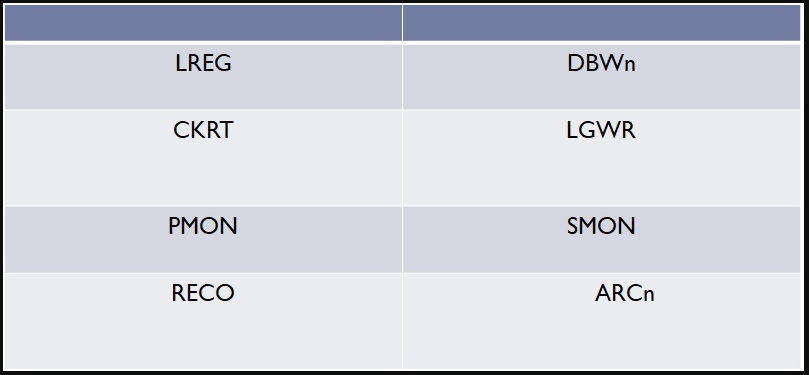 LREG DBWn
CKRT LGWR
PMON SMON
RECO ARCn